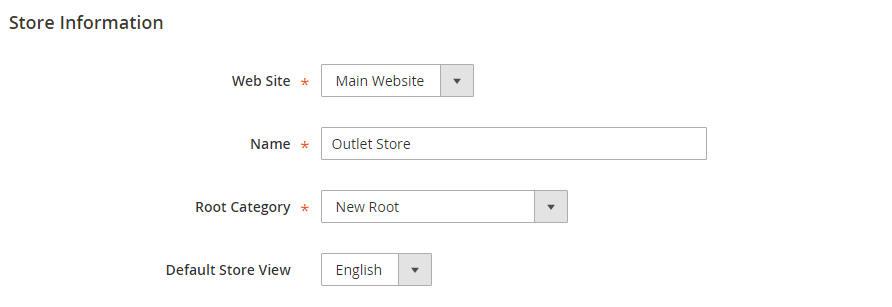 Store Information
Web Site * Main Website
Name * Outlet Store
Root Category * New Root
Default Store View English